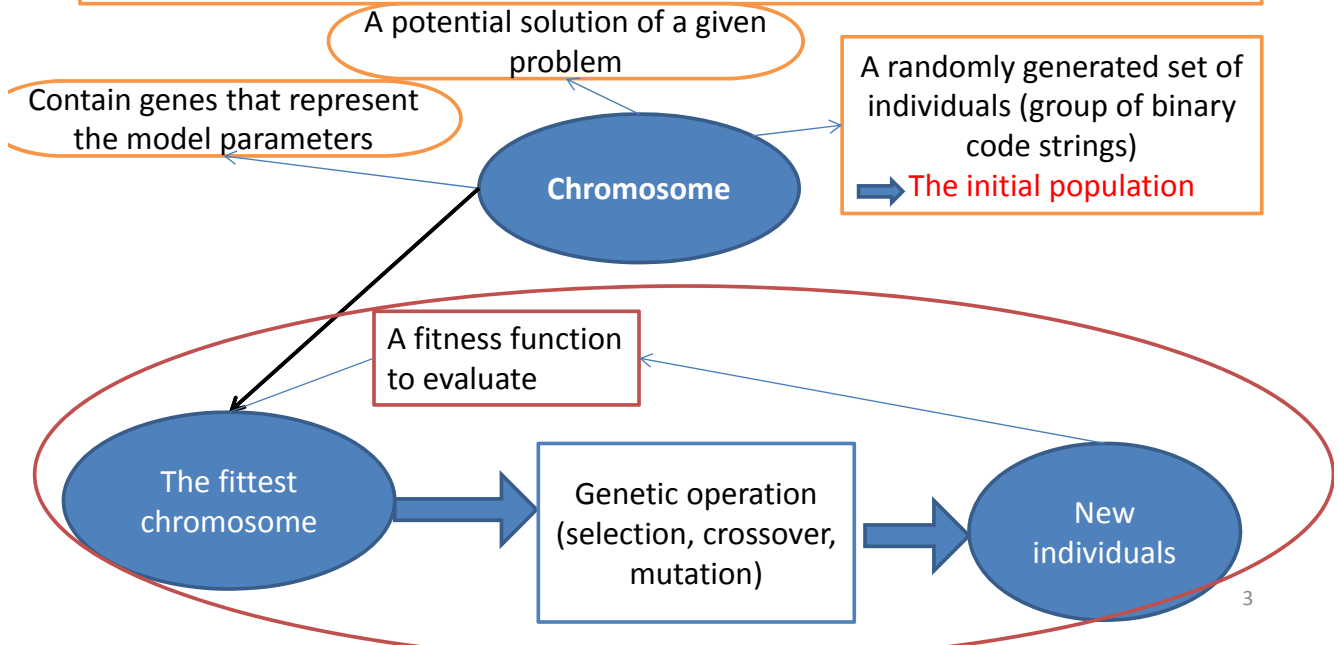 A potential solution of a given
problem
Contain genes that represent
the model parameters
A randomly generated set of
individuals (group of binary
code strings)
The initial population
Chromosome
A fitness function
to evaluate
The fittest
chromosome
Genetic operation
(selection, crossover,
mutation)
New
individuals
3